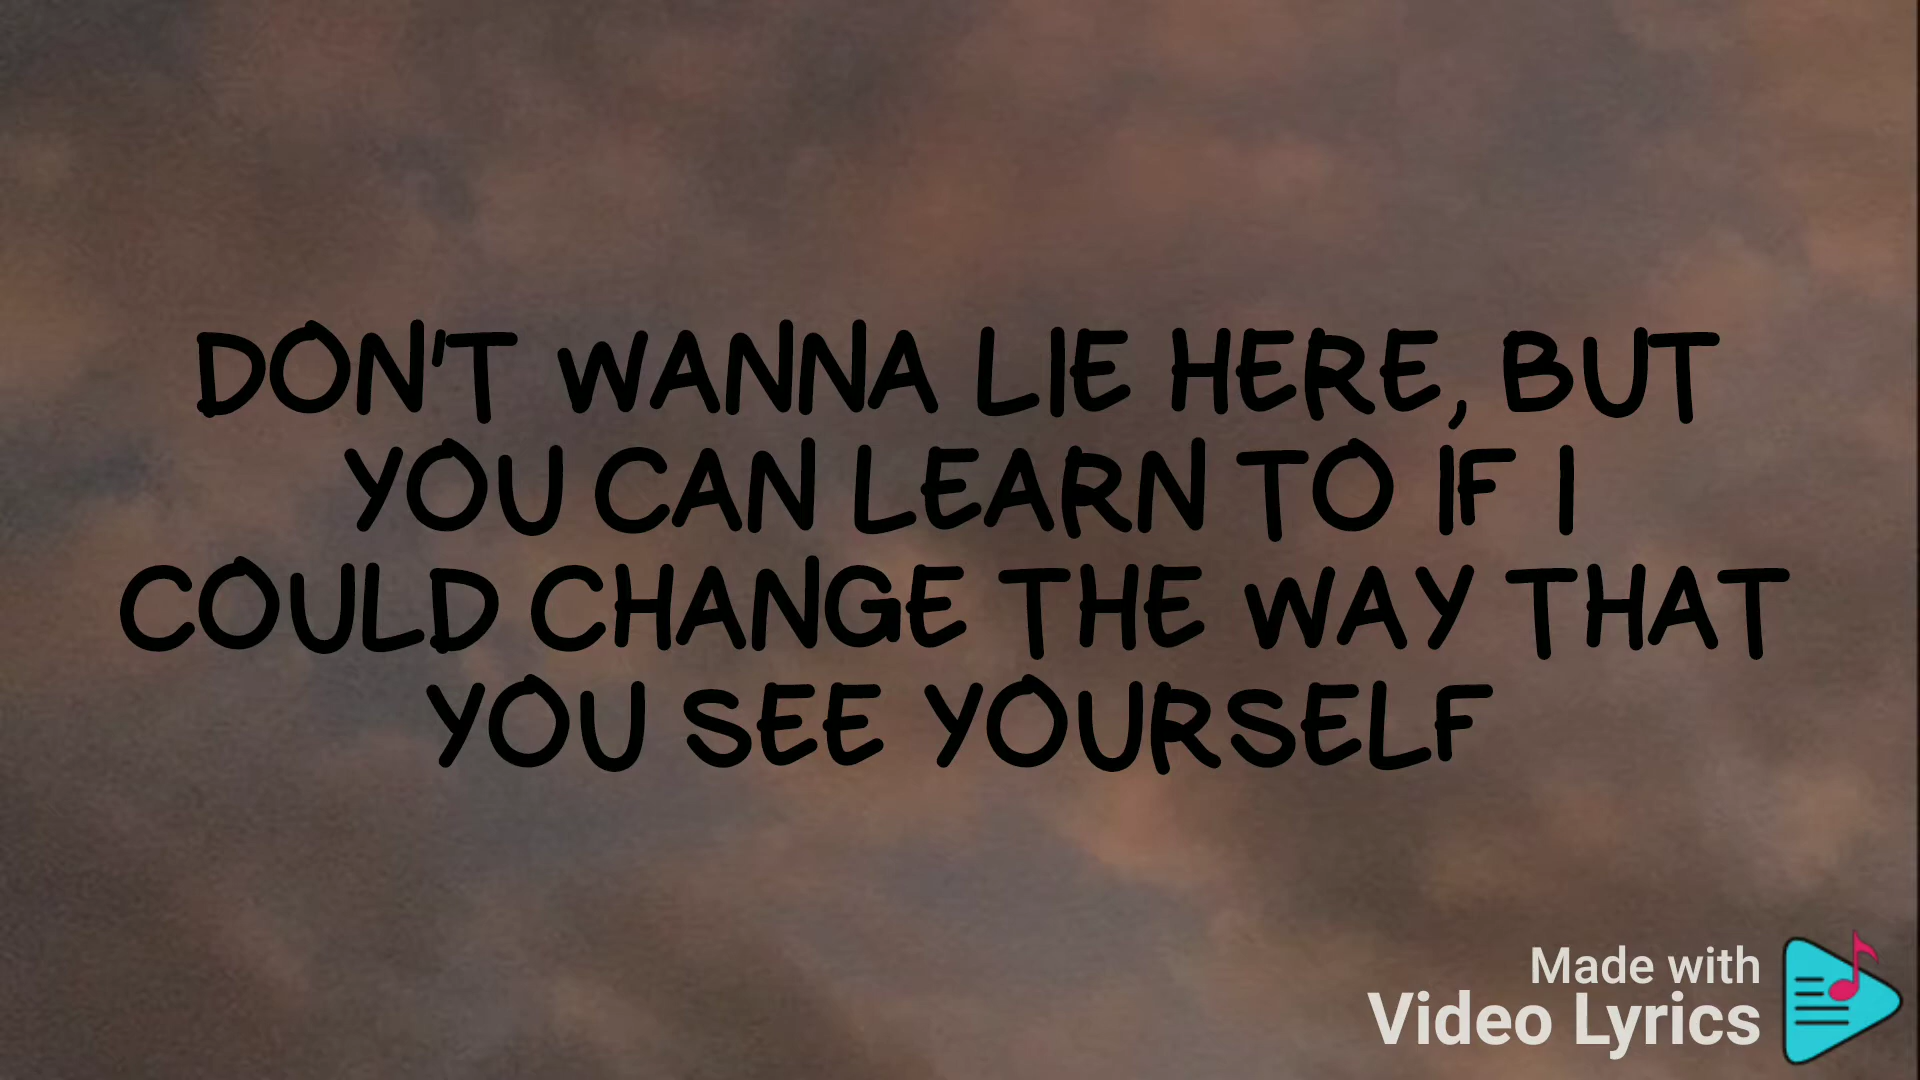 DON'T WANNA LIE HERE, BUT
YOU CAN LEARN TO IF I
COULD CHANGE THE WAY THAT
YOU SEE YOURSELF
Made with
Video Lyrics